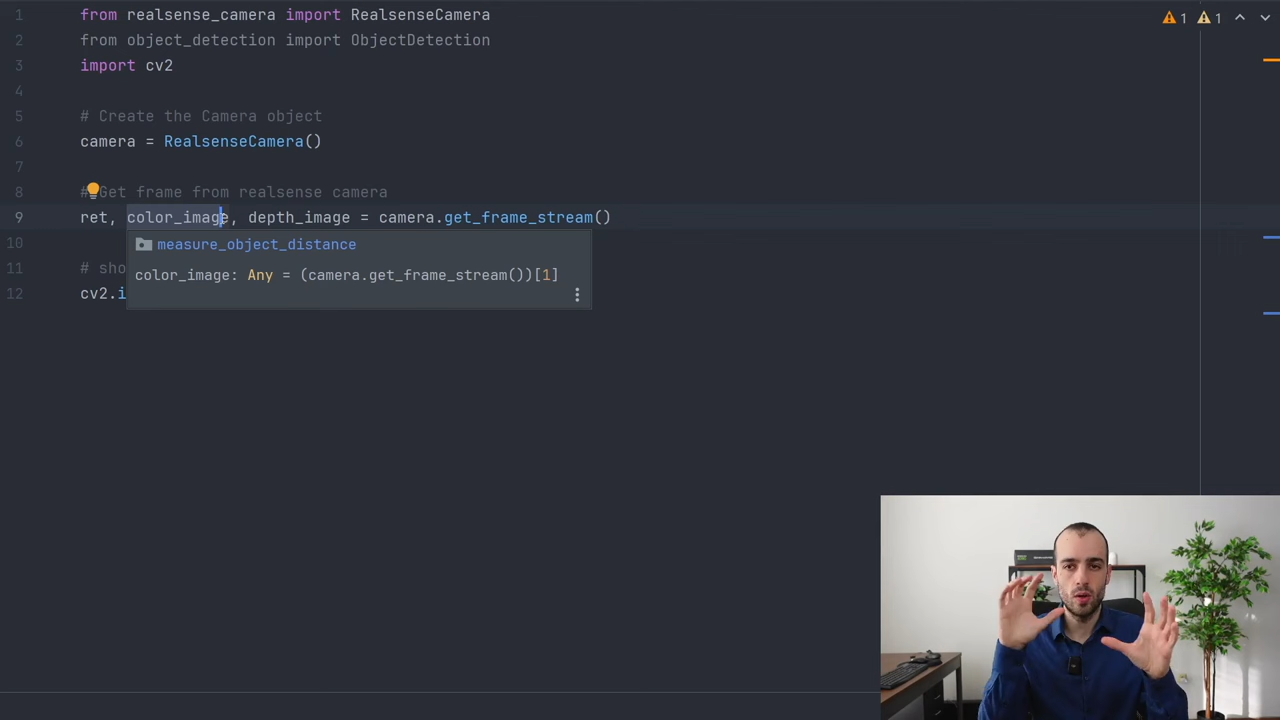 1 from realsense_camera import RealsenseCamera
2 from object_detection import ObjectDetection
3 import cv2
4
5 # Create the Camera object
6 camera = RealsenseCamera()
7
8 # Get frame from realsense camera
9 ret, color_image, depth_image = camera.get_frame_stream()
10
measure_object_distance
11 # sho
color_image: Any = (camera.get_frame_stream())[1]
12 cv2.i
1 1